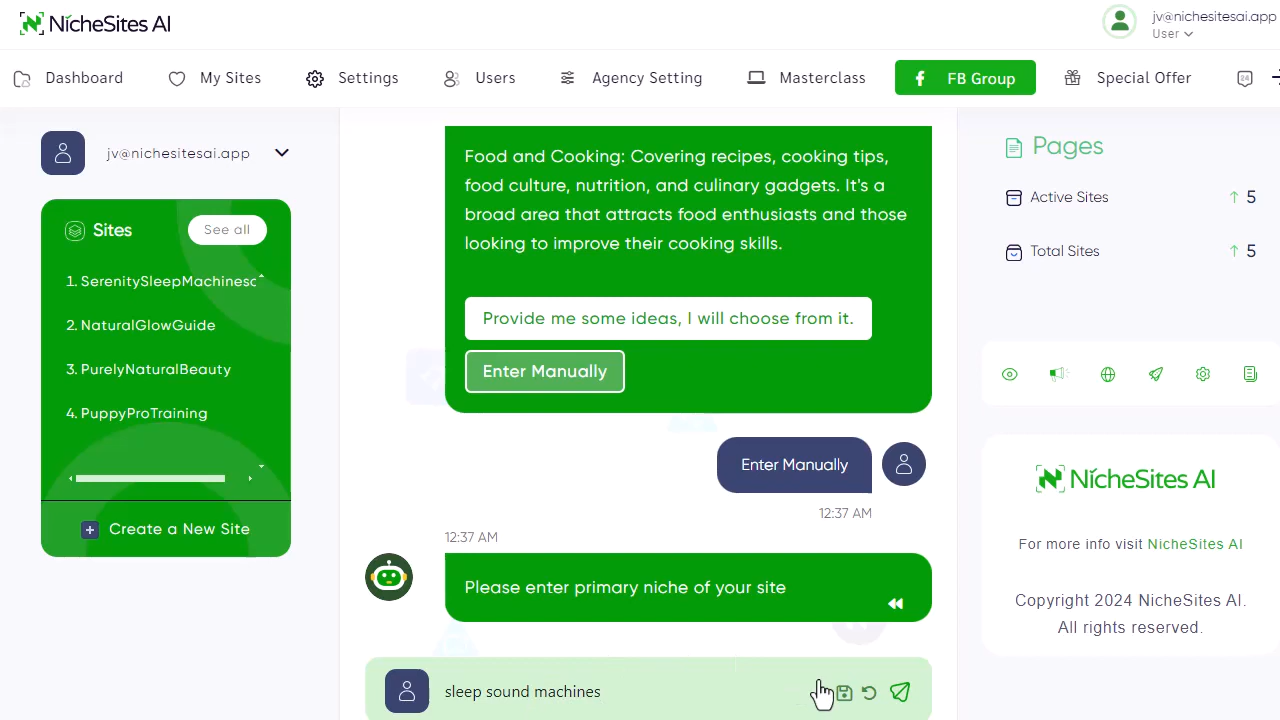 NicheSites AI
jv@nichesitesai.app
User
Dashboard
My Sites
Settings
Users
Agency Setting
Masterclass
FB Group
Special Offer
24
jv@nichesitesai.app
Sites
See all
1. SerenitySleepMachinesc
2. NaturalGlowGuide
3. PurelyNaturalBeauty
4. PuppyProTraining
Create a New Site
Food and Cooking: Covering recipes, cooking tips,
food culture, nutrition, and culinary gadgets. It's a
broad area that attracts food enthusiasts and those
looking to improve their cooking skills.
Provide me some ideas, I will choose from it.
Enter Manually
Enter Manually
12:37 AM
12:37 AM
Please enter primary niche of your site
sleep sound machines
Pages
Active Sites
↑ 5
Total Sites
↑ 5
NicheSites AI
For more info visit NicheSites AI
Copyright 2024 NicheSites AI.
All rights reserved.